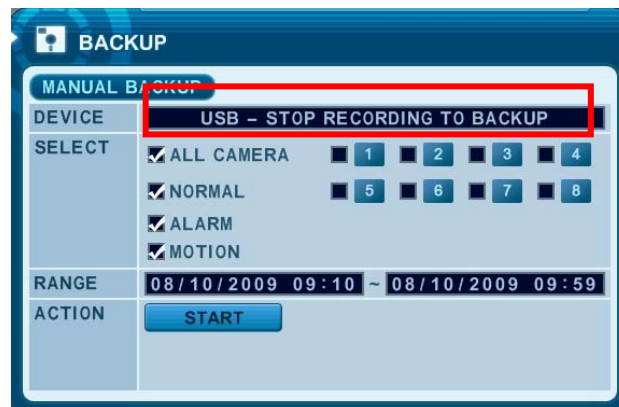 BACKUP
MANUAL BACKUP
DEVICE USB – STOP RECORDING TO BACKUP
SELECT ALL CAMERA 1 2 3 4
NORMAL 5 6 7 8
ALARM
MOTION
RANGE 08/10/2009 09:10 ~ 08/10/2009 09:59
ACTION START